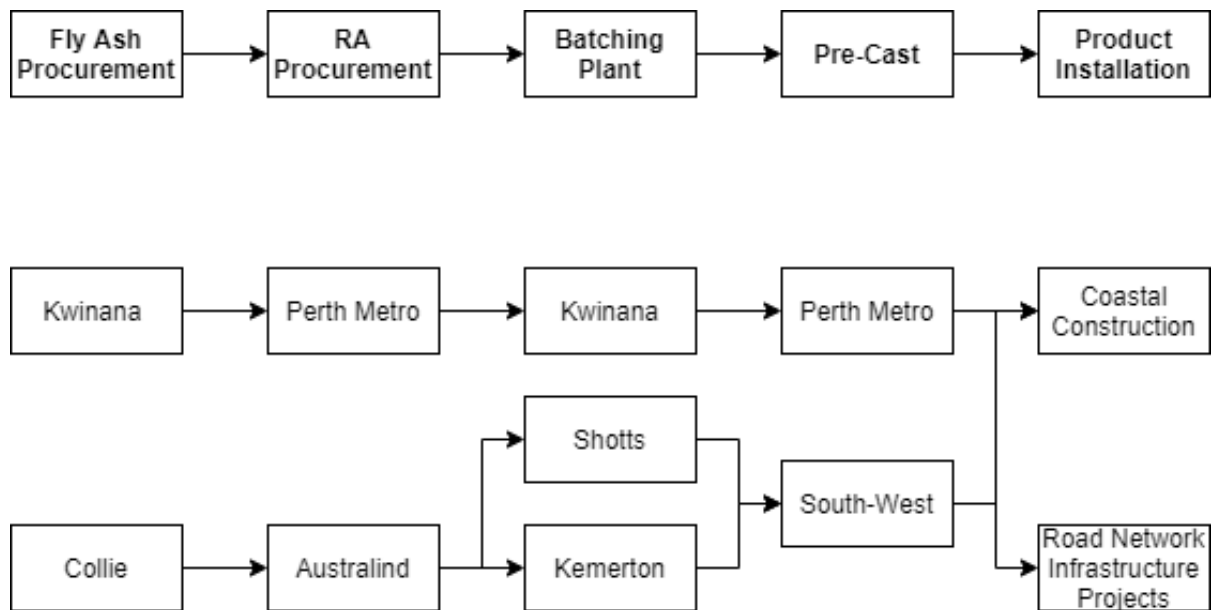 Fly Ash
Procurement
RA
Procurement
Batching
Plant
Pre-Cast
Product
Installation
Kwinana
Perth Metro
Kwinana
Perth Metro
Coastal
Construction
Shotts
South-West
Collie
Australind
Kemerton
Road Network
Infrastructure
Projects